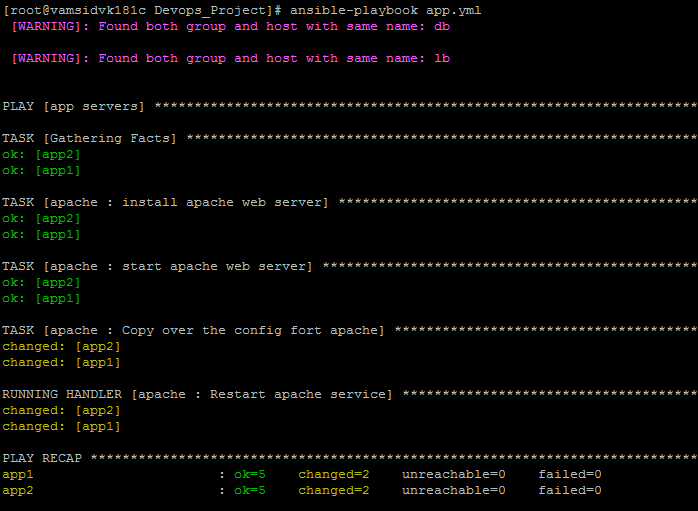 [root@vamsidvk181c Devops_Project]# ansible-playbook app.yml
[WARNING]: Found both group and host with same name: db
[WARNING]: Found both group and host with same name: lb
PLAY [app servers] ********************************************************************
TASK [Gathering Facts] ****************************************************************
ok: [app2]
ok: [app1]
TASK [apache : install apache web server] *********************************************
ok: [app2]
ok: [app1]
TASK [apache : start apache web server] ***********************************************
ok: [app2]
ok: [app1]
TASK [apache : Copy over the config fort apache] **************************************
changed: [app2]
changed: [app1]
RUNNING HANDLER [apache : Restart apache service] *************************************
changed: [app2]
changed: [app1]
PLAY RECAP ****************************************************************************
app1 : ok=5 changed=2 unreachable=0 failed=0
app2 : ok=5 changed=2 unreachable=0 failed=0